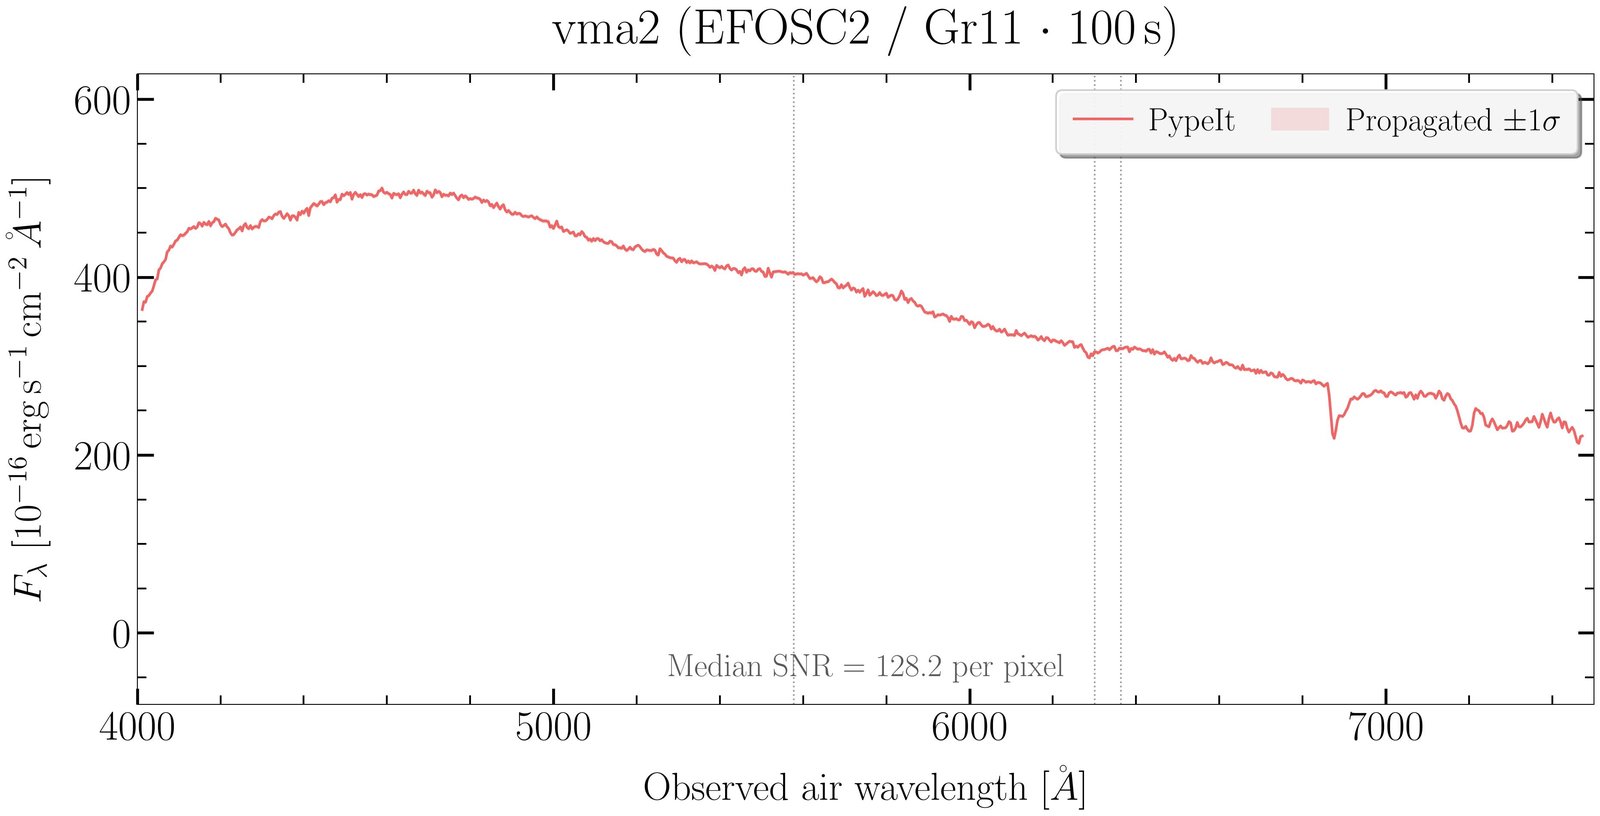 vma2 (EFOSC2 / Gr11 · 100 s)
PypeIt
Propagated ±1σ
600
400
200
0
F_λ [10⁻¹⁶ erg s⁻¹ cm⁻² Å⁻¹]
Median SNR = 128.2 per pixel
4000 5000 6000 7000
Observed air wavelength [Å]